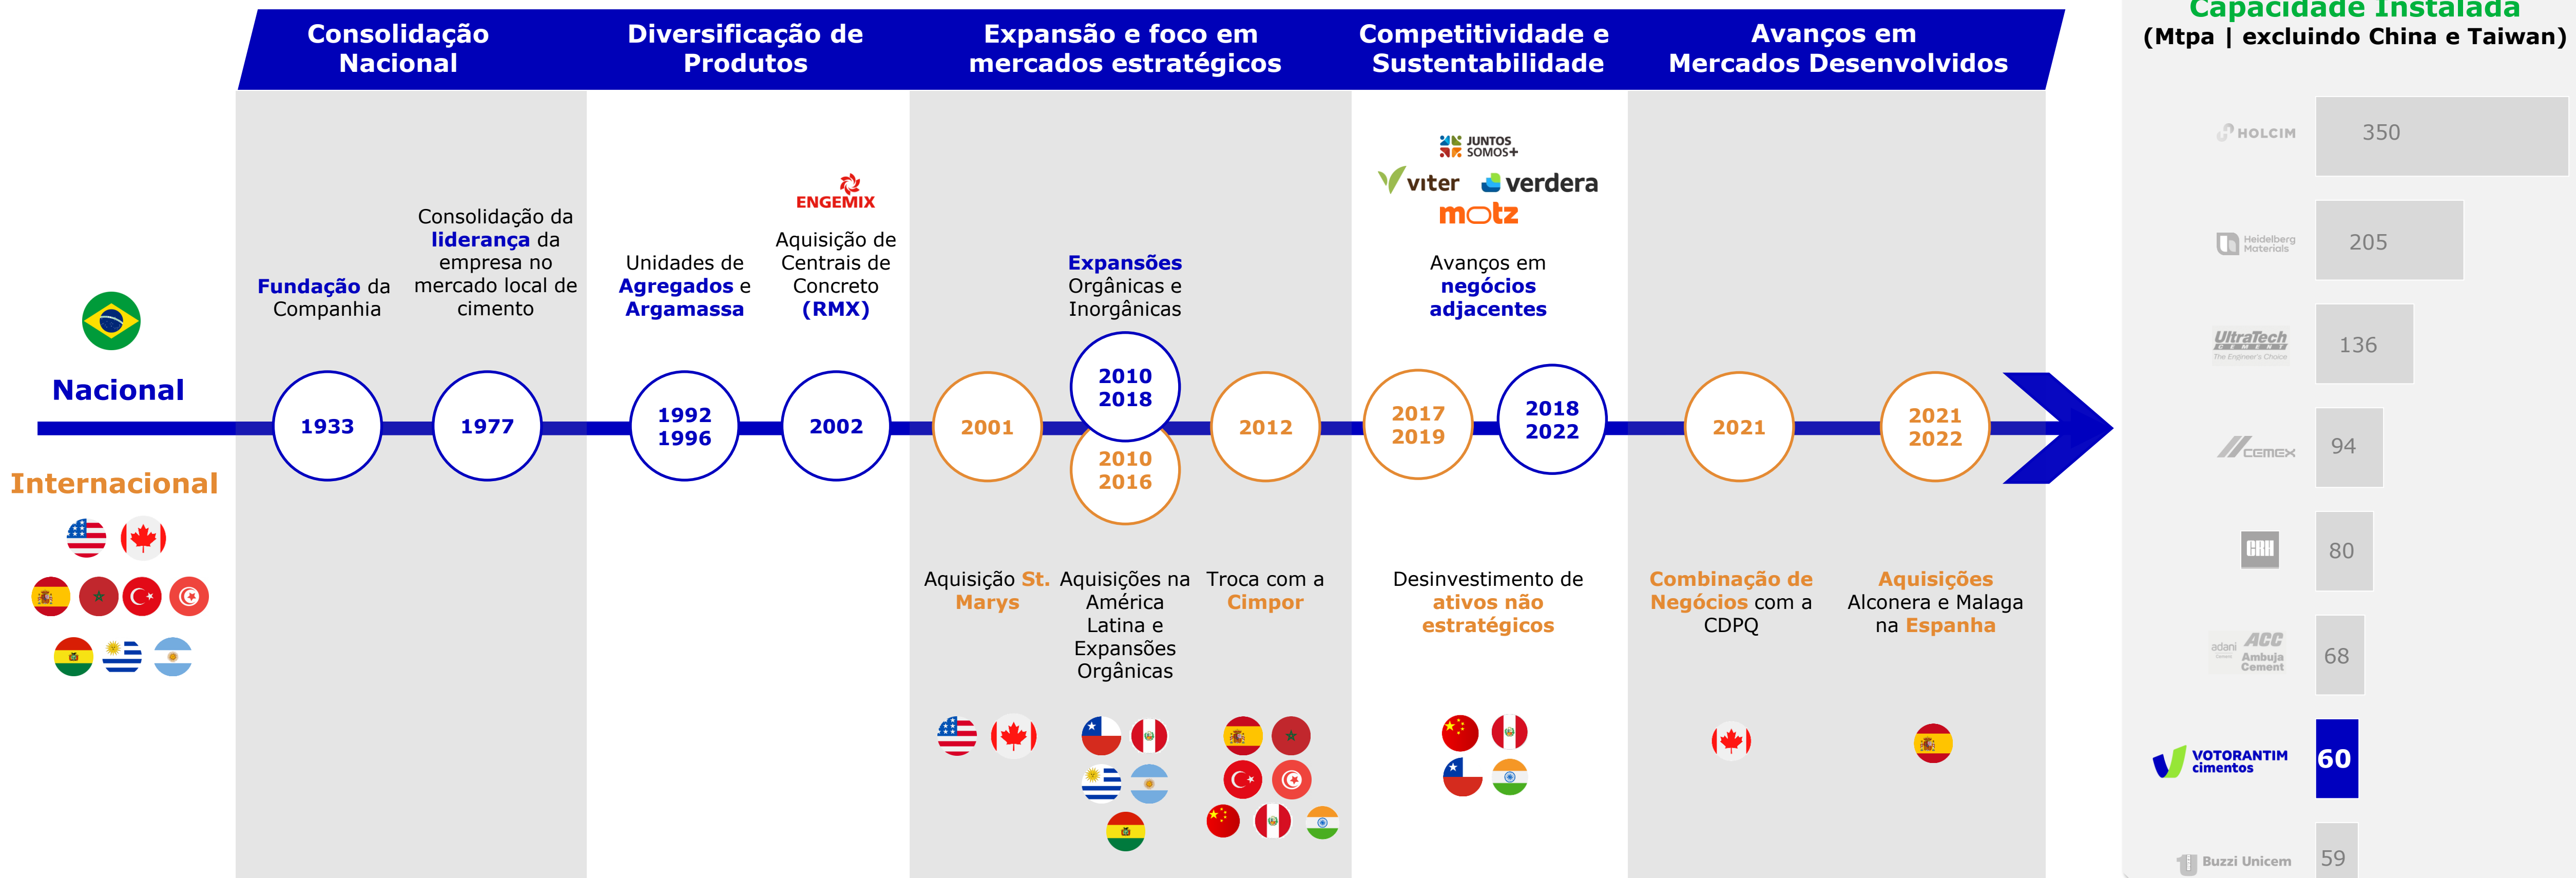 Consolidação
Nacional
Diversificação de
Produtos
Expansão e foco em
mercados estratégicos
Competitividade e
Sustentabilidade
Avanços em
Mercados Desenvolvidos
Nacional
Internacional
Fundação da
Companhia
Consolidação da
liderança da
empresa no
mercado local de
cimento
Unidades de
Agregados e
Argamassa
ENGEMIX
Aquisição de
Centrais de
Concreto
(RMX)
Expansões
Orgânicas e
Inorgânicas
JUNTOS
SOMOS+
viter
verdera
motz
Avanços em
negócios
adjacentes
1933
1977
1992
1996
2002
2001
2010
2018
2010
2016
2012
2017
2019
2018
2022
2021
2021
2022
Aquisição St.
Marys
Aquisições na
América
Latina e
Expansões
Orgânicas
Troca com a
Cimpor
Desinvestimento de
ativos não
estratégicos
Combinação de
Negócios com a
CDPQ
Aquisições
Alconera e Malaga
na Espanha
Capacidade Instalada
(Mtpa | excluindo China e Taiwan)
HOLCIM
350
Heidelberg
Materials
205
UltraTech
CEMENT
The Engineer's Choice
136
CEMEX
94
CRH
80
adani
Cement
ACC
Ambuja
Cement
68
VOTORANTIM
cimentos
60
Buzzi Unicem
59